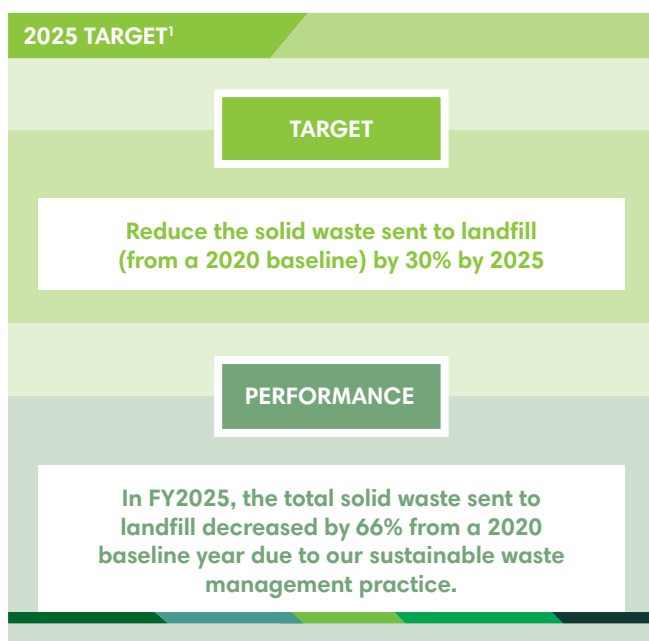 2025 TARGET¹
TARGET
Reduce the solid waste sent to landfill
(from a 2020 baseline) by 30% by 2025
PERFORMANCE
In FY2025, the total solid waste sent to
landfill decreased by 66% from a 2020
baseline year due to our sustainable waste
management practice.